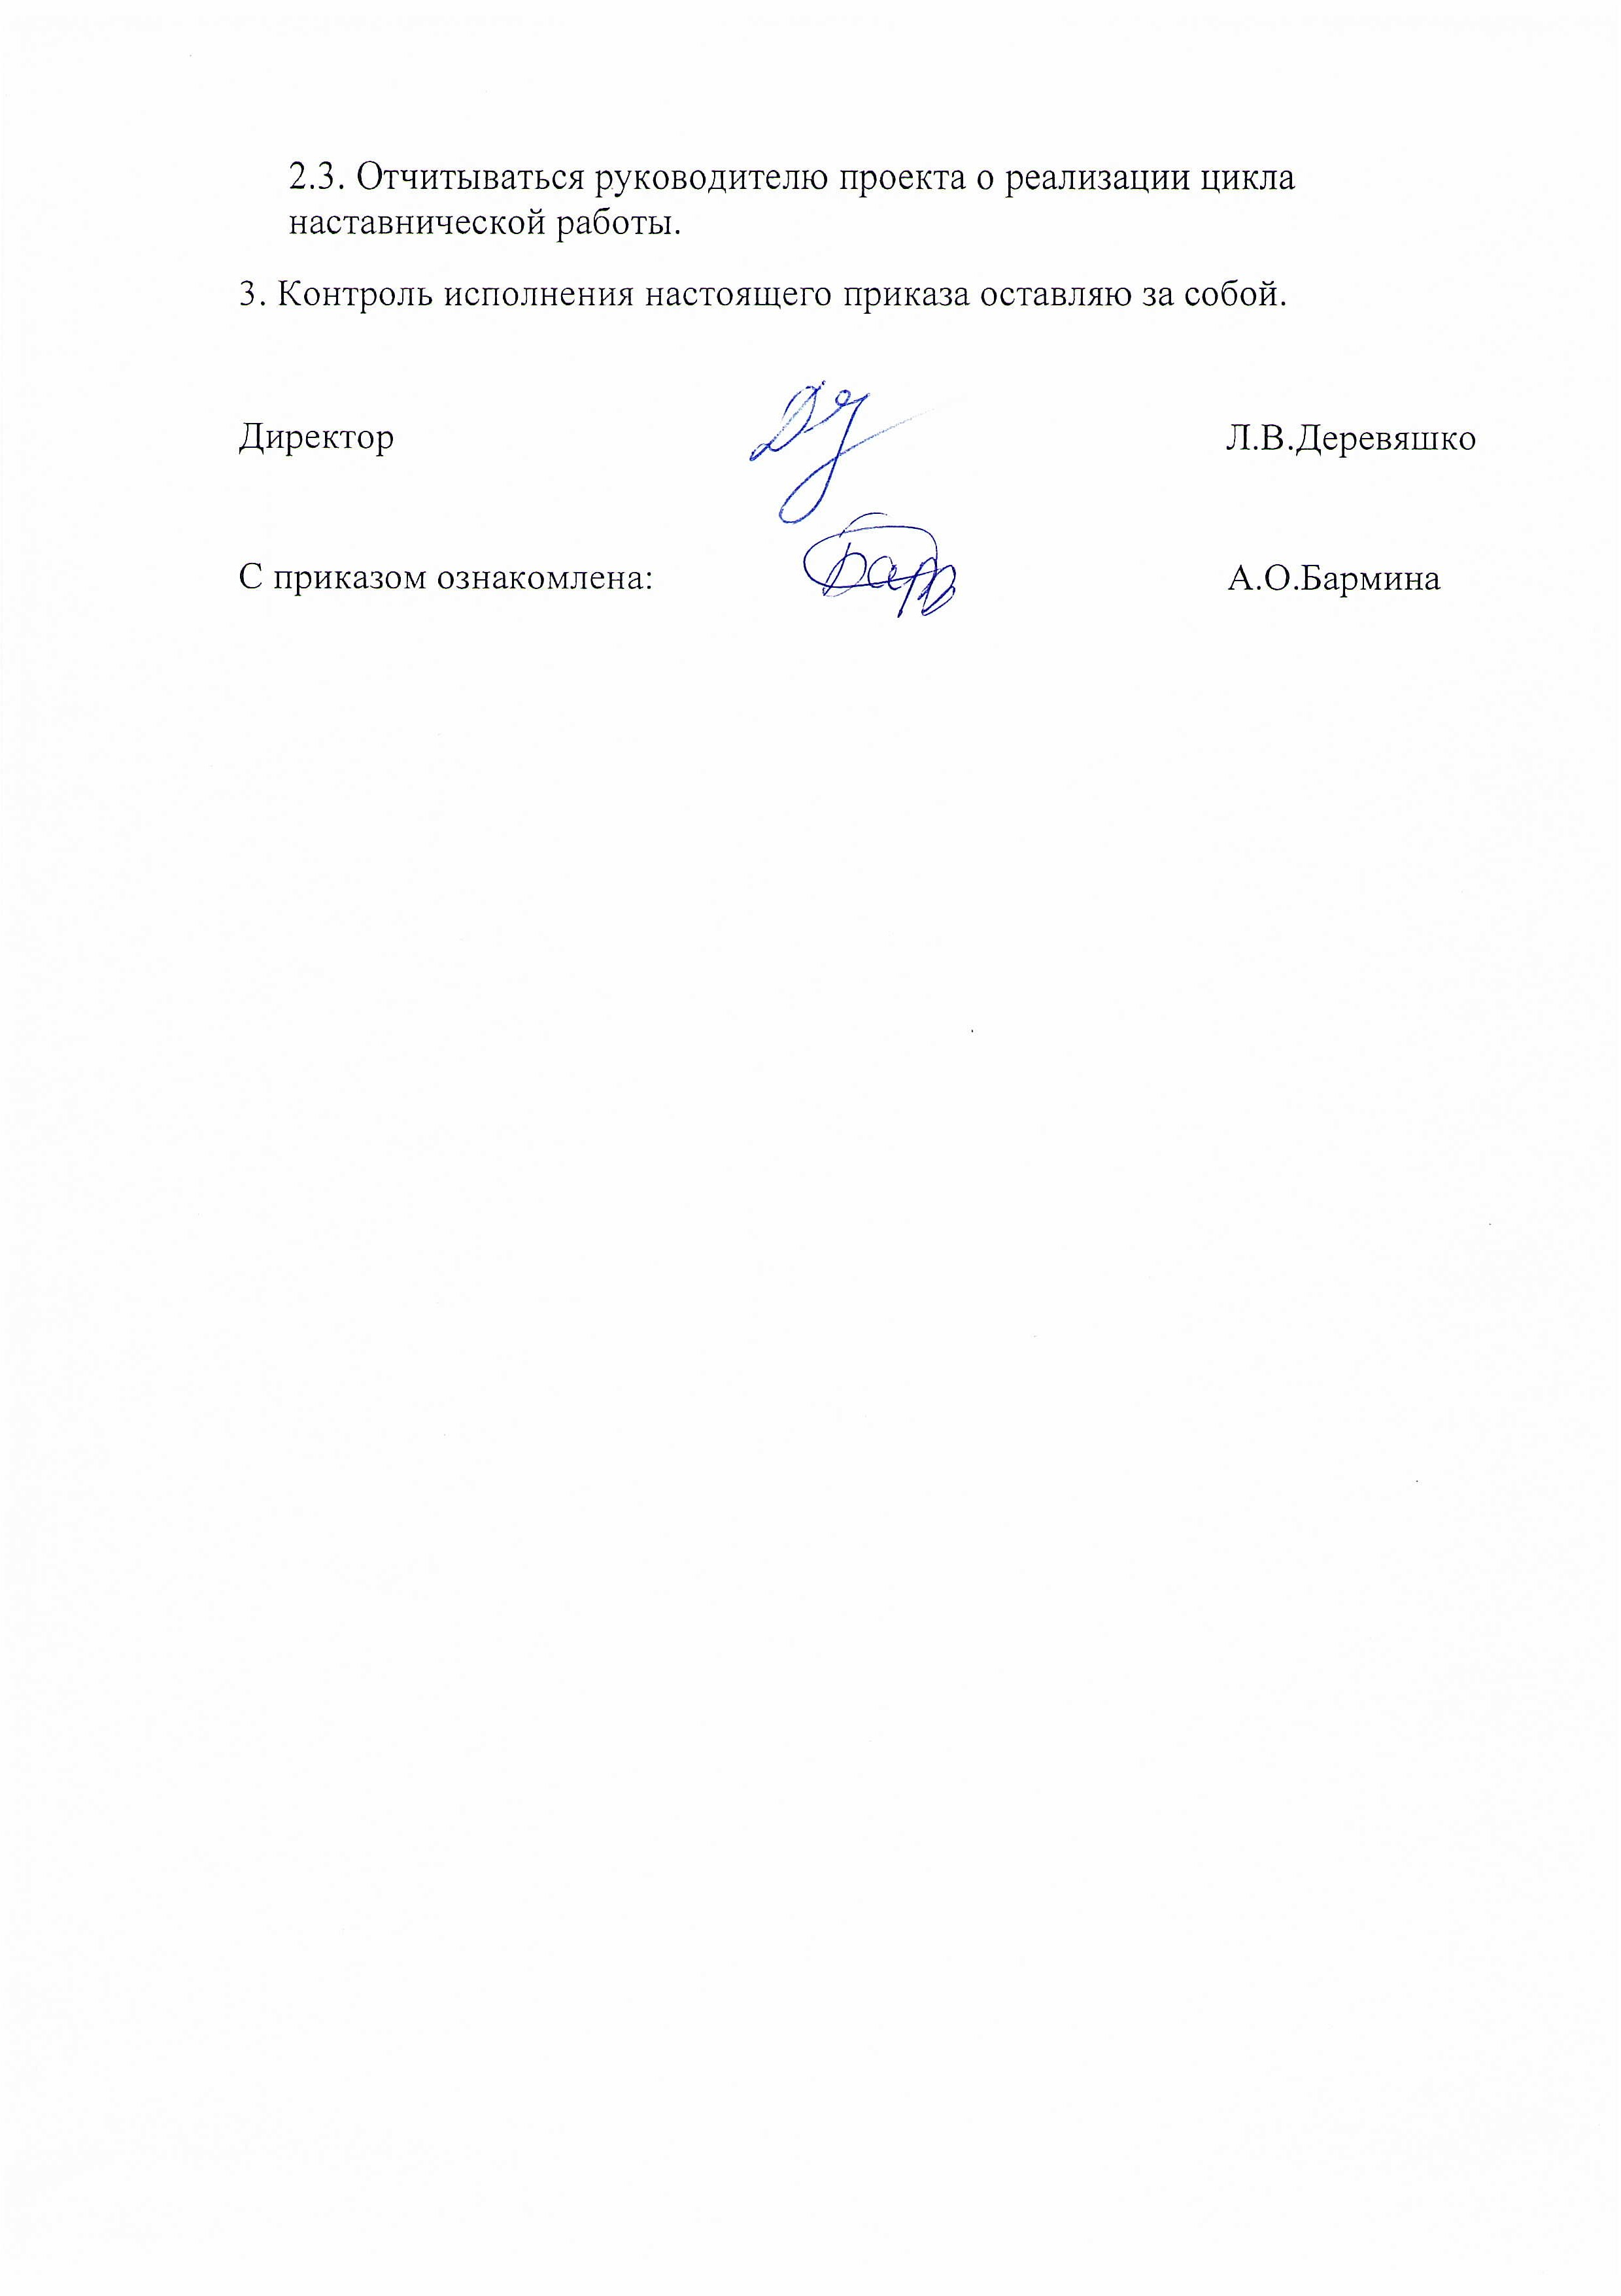 2.3. Отчитываться руководителю проекта о реализации цикла
наставнической работы.
3. Контроль исполнения настоящего приказа оставляю за собой.
Директор Л.В.Деревяшко
С приказом ознакомлена: А.О.Бармина